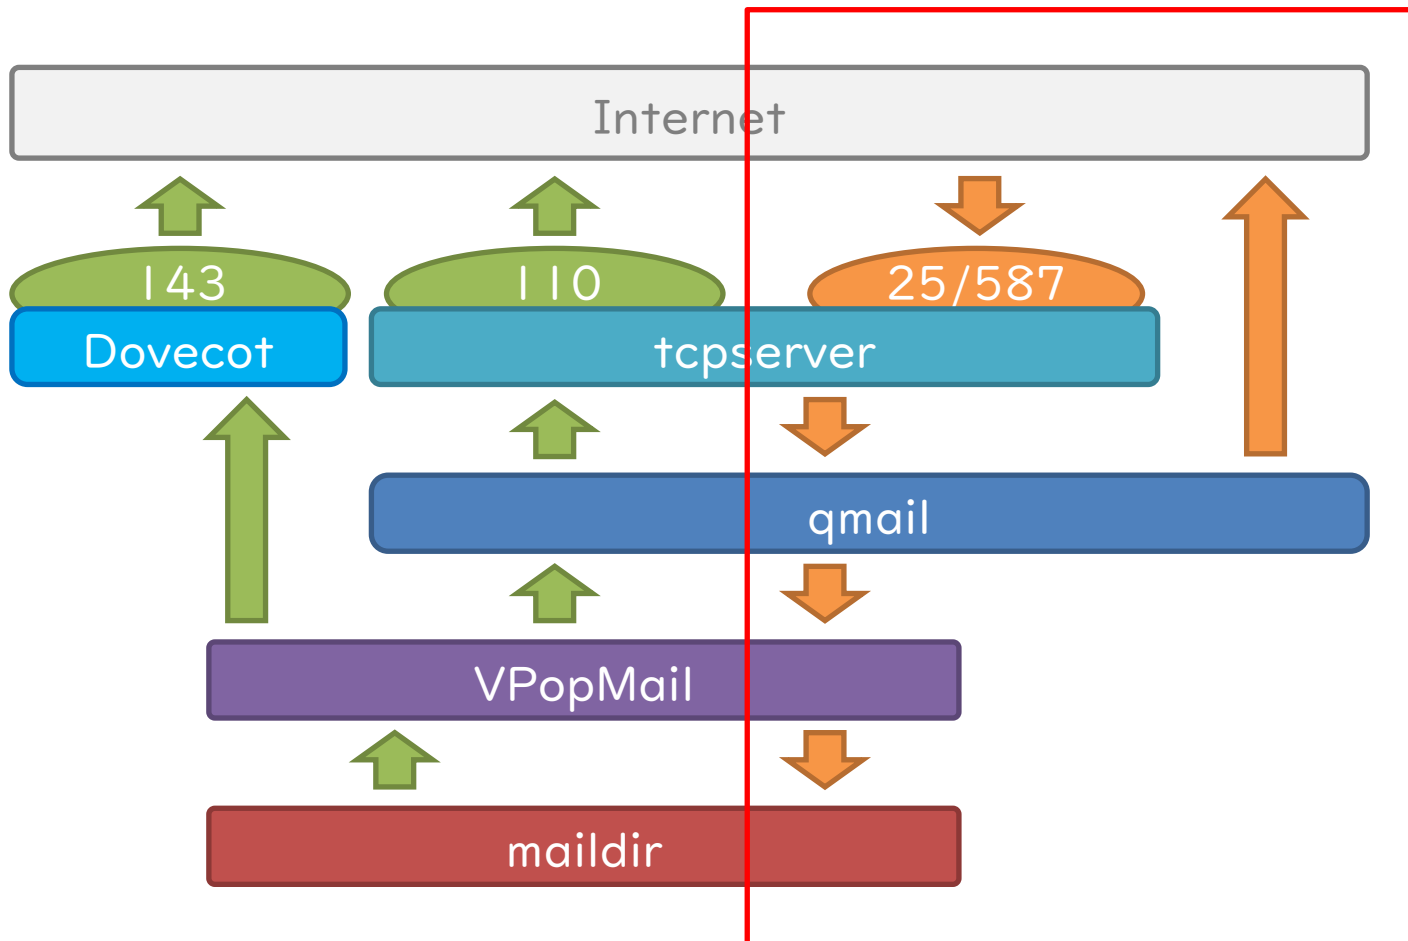 Internet
143
110
25/587
Dovecot
tcpserver
qmail
VPopMail
maildir